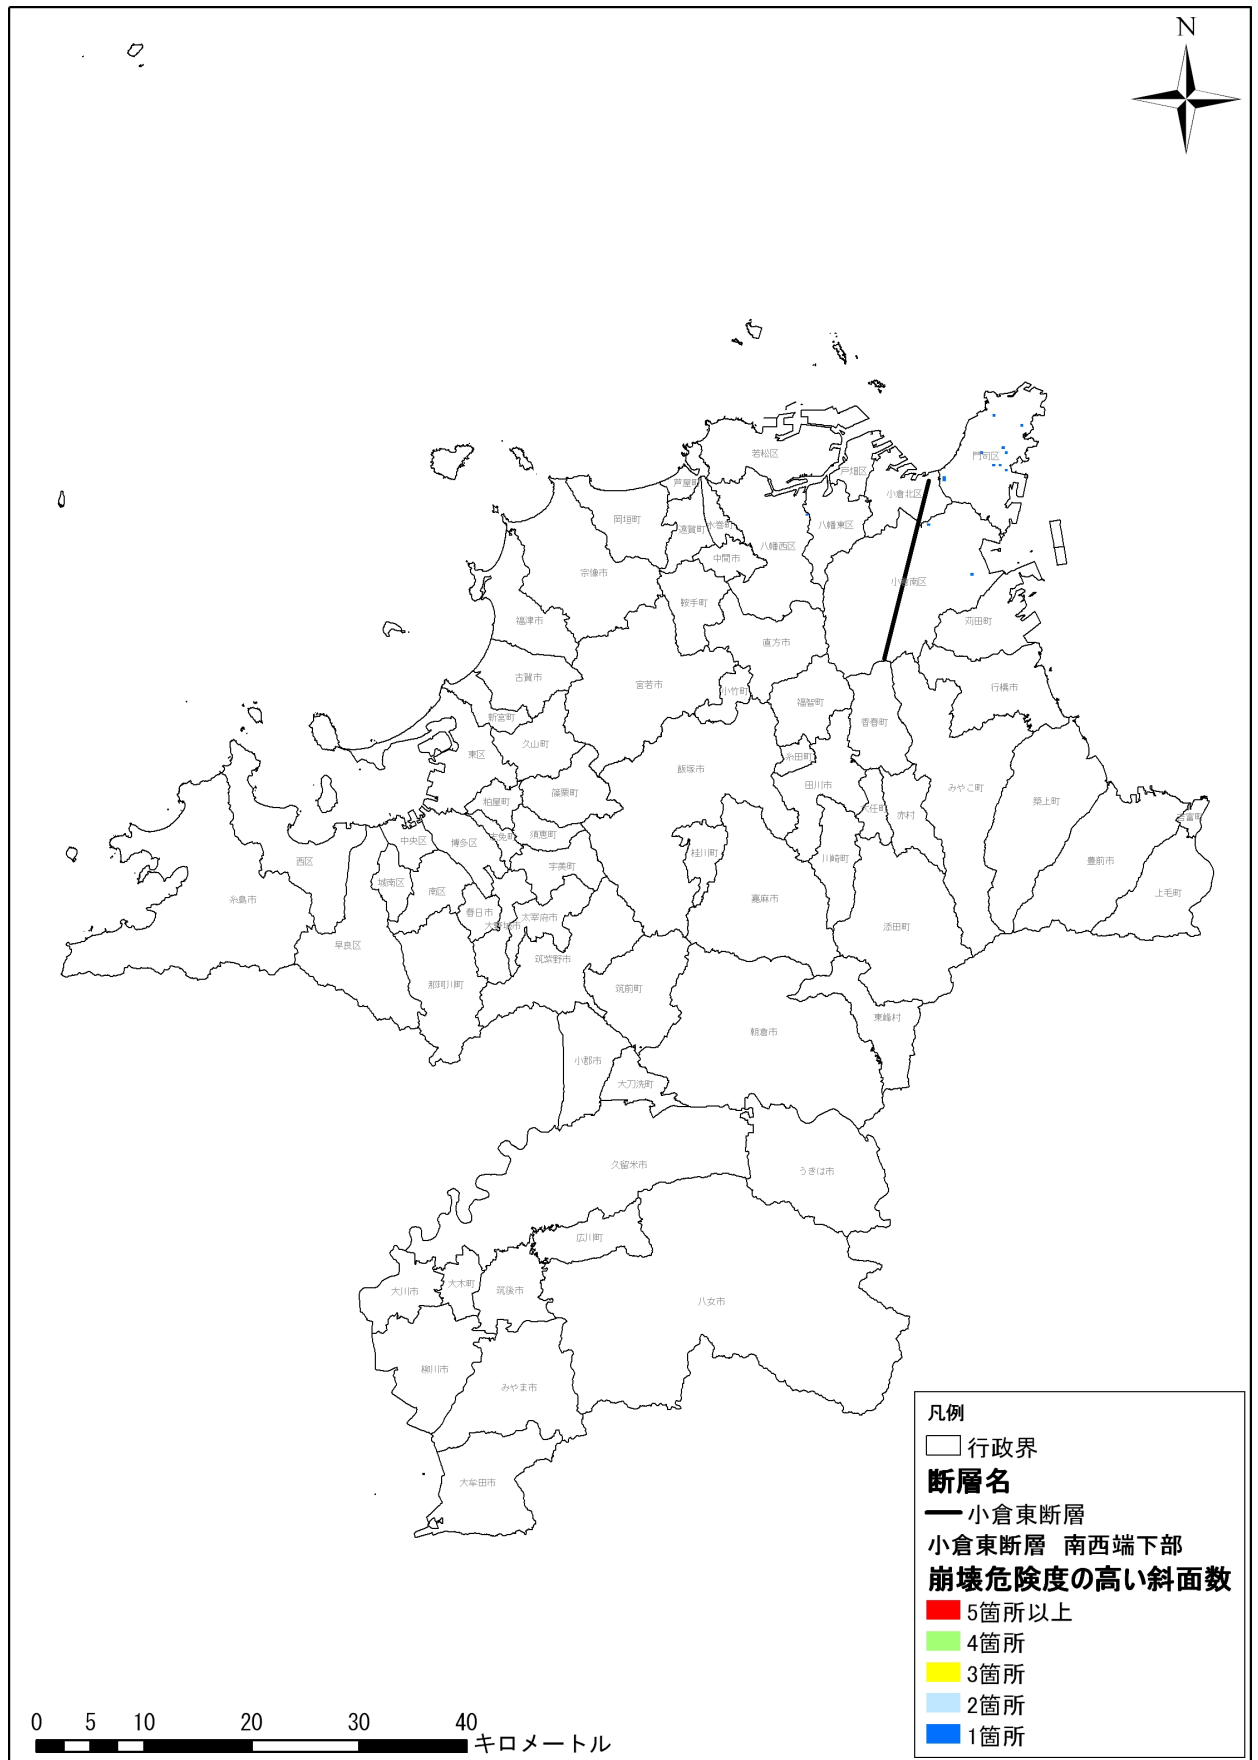 N
若松区
戸畑区
門司区
小倉北区
芦屋町
岡垣町
遠賀町
水巻町
八幡東区
八幡西区
中間市
宗像市
小倉南区
鞍手町
福津市
苅田町
直方市
古賀市
宮若市
小竹町
行橋市
福智町
新宮町
香春町
久山町
東区
糸田町
飯塚市
田川市
みやこ町
篠栗町
築上町
粕屋町
大任町
赤村
吉富町
須恵町
志免町
中央区
博多区
桂川町
川崎町
西区
豊前市
宇美町
城南区
南区
上毛町
糸島市
嘉麻市
春日市
太宰府市
大野城市
添田町
早良区
筑紫野市
那珂川町
筑前町
東峰村
朝倉市
小郡市
大刀洗町
久留米市
うきは市
広川町
大川市
大木町
筑後市
八女市
柳川市
みやま市
大牟田市
凡例
行政界
断層名
小倉東断層
小倉東断層 南西端下部
崩壊危険度の高い斜面数
5箇所以上
4箇所
3箇所
2箇所
1箇所
0 5 10 20 30 40
キロメートル